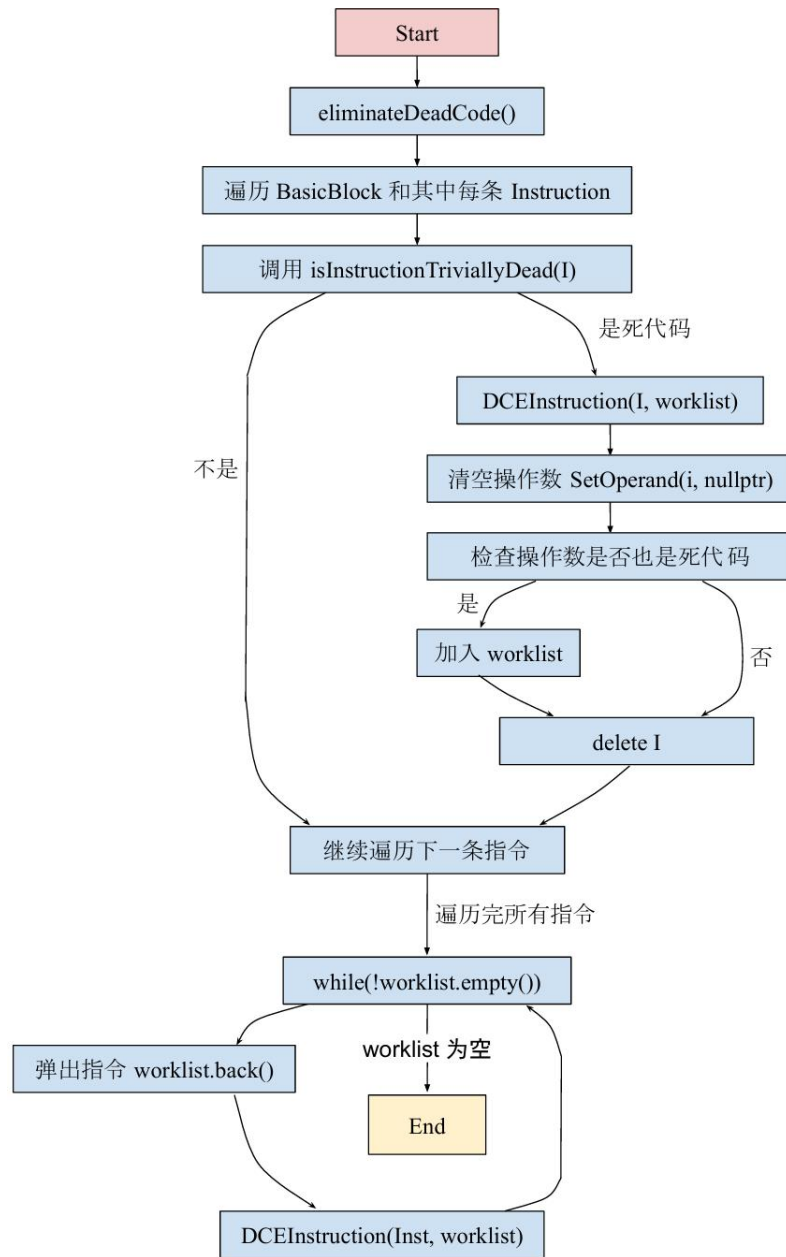 Start
eliminateDeadCode()
遍历 BasicBlock 和其中每条 Instruction
调用 isInstructionTriviallyDead(I)
是死代码
DCEInstruction(I, worklist)
不是
清空操作数 SetOperand(i, nullptr)
检查操作数是否也是死代码
是
加入 worklist
否
delete I
继续遍历下一条指令
遍历完所有指令
while(!worklist.empty())
worklist 为空
弹出指令 worklist.back()
End
DCEInstruction(Inst, worklist)